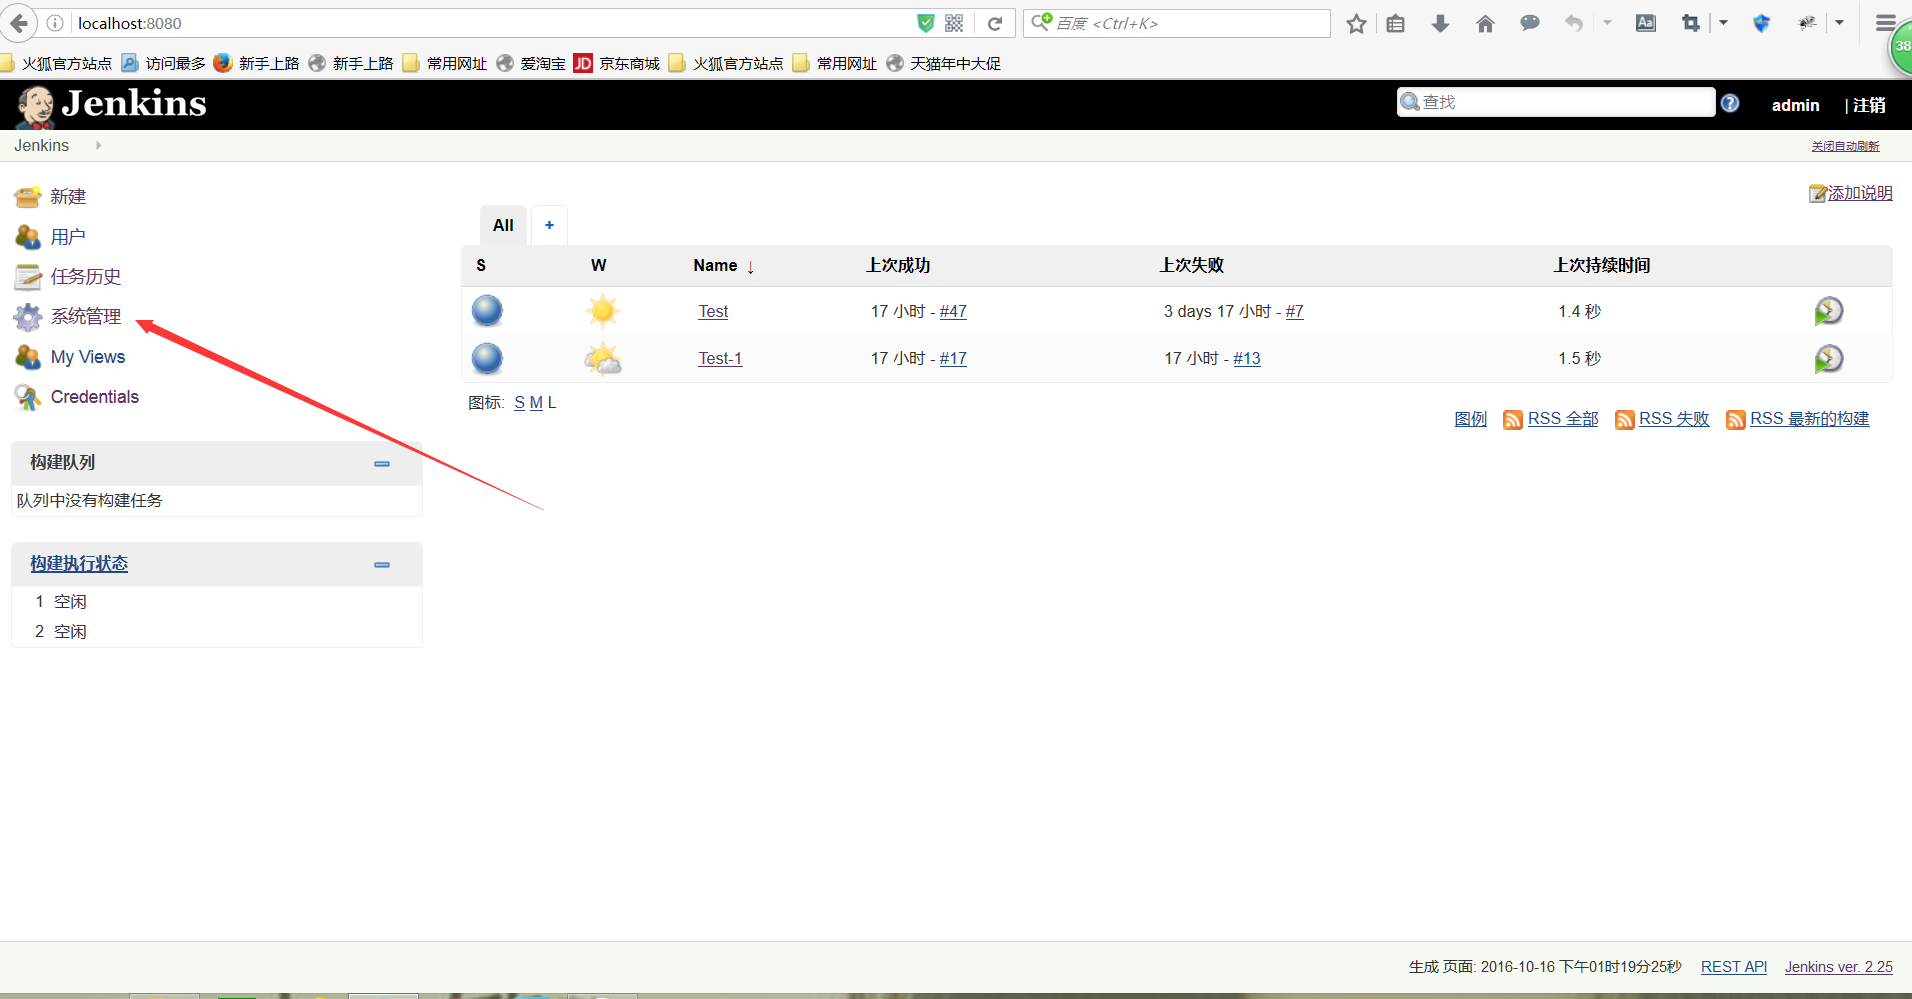 localhost:8080
百度 <Ctrl+K>
Aa
38
火狐官方站点 访问最多 新手上路 新手上路 常用网址 爱淘宝 JD 京东商城 火狐官方站点 常用网址 天猫年中大促
Jenkins
查找
admin | 注销
Jenkins
关闭自动刷新
新建
用户
任务历史
系统管理
My Views
Credentials
添加说明
All +
S W Name ↓ 上次成功 上次失败 上次持续时间
Test 17 小时 - #47 3 days 17 小时 - #7 1.4 秒
Test-1 17 小时 - #17 17 小时 - #13 1.5 秒
图标: S M L
图例 RSS 全部 RSS 失败 RSS 最新的构建
构建队列
队列中没有构建任务
构建执行状态
1 空闲
2 空闲
生成 页面: 2016-10-16 下午01时19分25秒 REST API Jenkins ver. 2.25